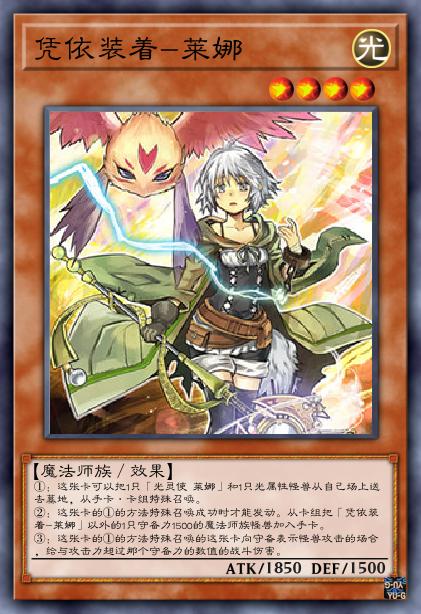 凭依装着-莱娜
光
【魔法师族／效果】
①：这张卡可以把1只「光灵使 莱娜」和1只光属性怪兽从自己场上送
去墓地，从手卡·卡组特殊召唤。
②：这张卡的①的方法特殊召唤成功时才能发动。从卡组把「凭依装
着-莱娜」以外的1只守备力1500的魔法师族怪兽加入手卡。
③：这张卡的①的方法特殊召唤的这张卡向守备表示怪兽攻击的场合
，给与攻击力超过那个守备力的数值的战斗伤害。
ATK/1850 DEF/1500